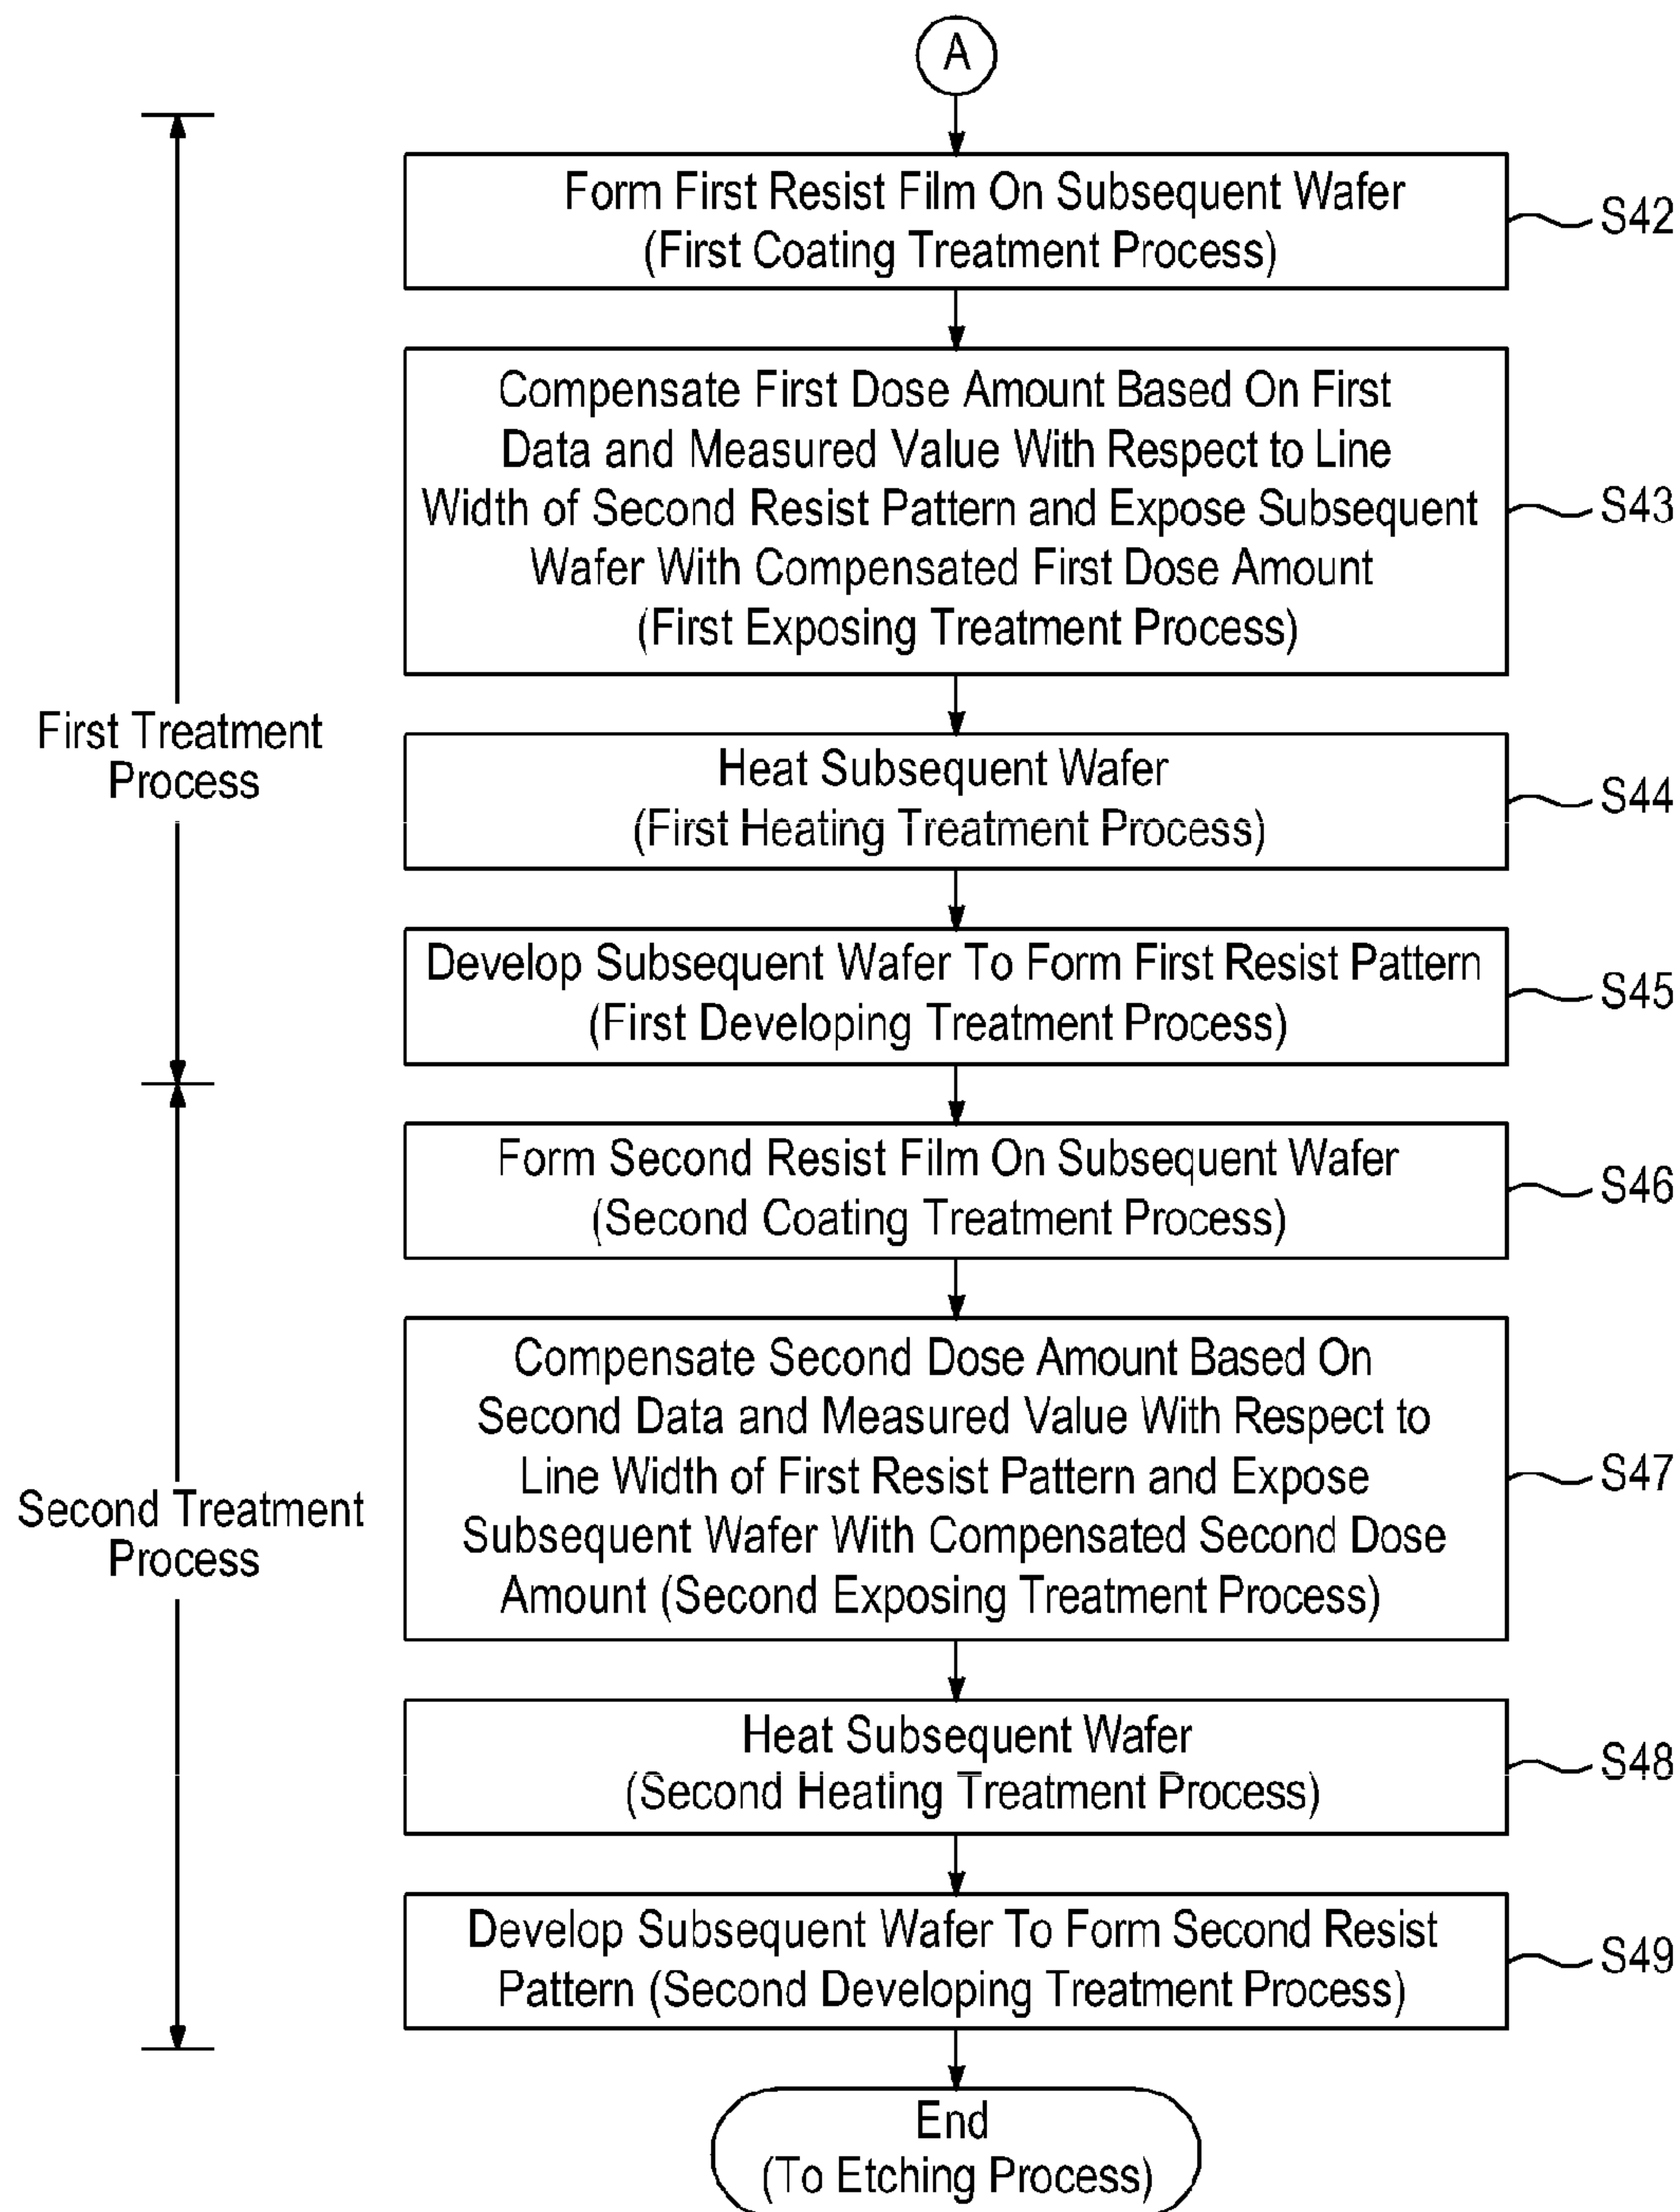 A
Form First Resist Film On Subsequent Wafer
(First Coating Treatment Process)
S42
Compensate First Dose Amount Based On First
Data and Measured Value With Respect to Line
Width of Second Resist Pattern and Expose Subsequent
Wafer With Compensated First Dose Amount
(First Exposing Treatment Process)
S43
First Treatment
Process
Heat Subsequent Wafer
(First Heating Treatment Process)
S44
Develop Subsequent Wafer To Form First Resist Pattern
(First Developing Treatment Process)
S45
Form Second Resist Film On Subsequent Wafer
(Second Coating Treatment Process)
S46
Compensate Second Dose Amount Based On
Second Data and Measured Value With Respect to
Line Width of First Resist Pattern and Expose
Subsequent Wafer With Compensated Second Dose
Amount (Second Exposing Treatment Process)
S47
Second Treatment
Process
Heat Subsequent Wafer
(Second Heating Treatment Process)
S48
Develop Subsequent Wafer To Form Second Resist
Pattern (Second Developing Treatment Process)
S49
End
(To Etching Process)